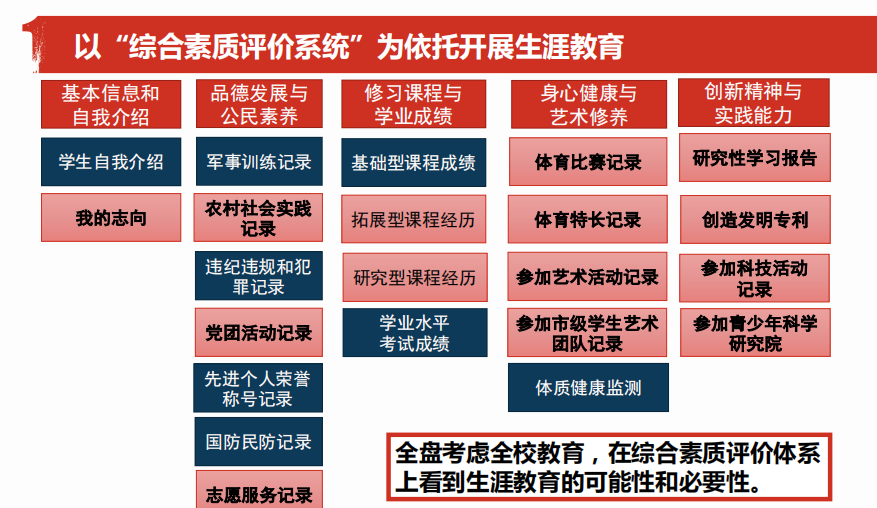 1
以“综合素质评价系统”为依托开展生涯教育
基本信息和
自我介绍
学生自我介绍
我的志向
品德发展与
公民素养
军事训练记录
农村社会实践
记录
违纪违规和犯
罪记录
党团活动记录
先进个人荣誉
称号记录
国防民防记录
志愿服务记录
修习课程与
学业成绩
基础型课程成绩
拓展型课程经历
研究型课程经历
学业水平
考试成绩
身心健康与
艺术修养
体育比赛记录
体育特长记录
参加艺术活动记录
参加市级学生艺术
团队记录
体质健康监测
创新精神与
实践能力
研究性学习报告
创造发明专利
参加科技活动
记录
参加青少年科学
研究院
全盘考虑全校教育，在综合素质评价体系
上看到生涯教育的可能性和必要性。